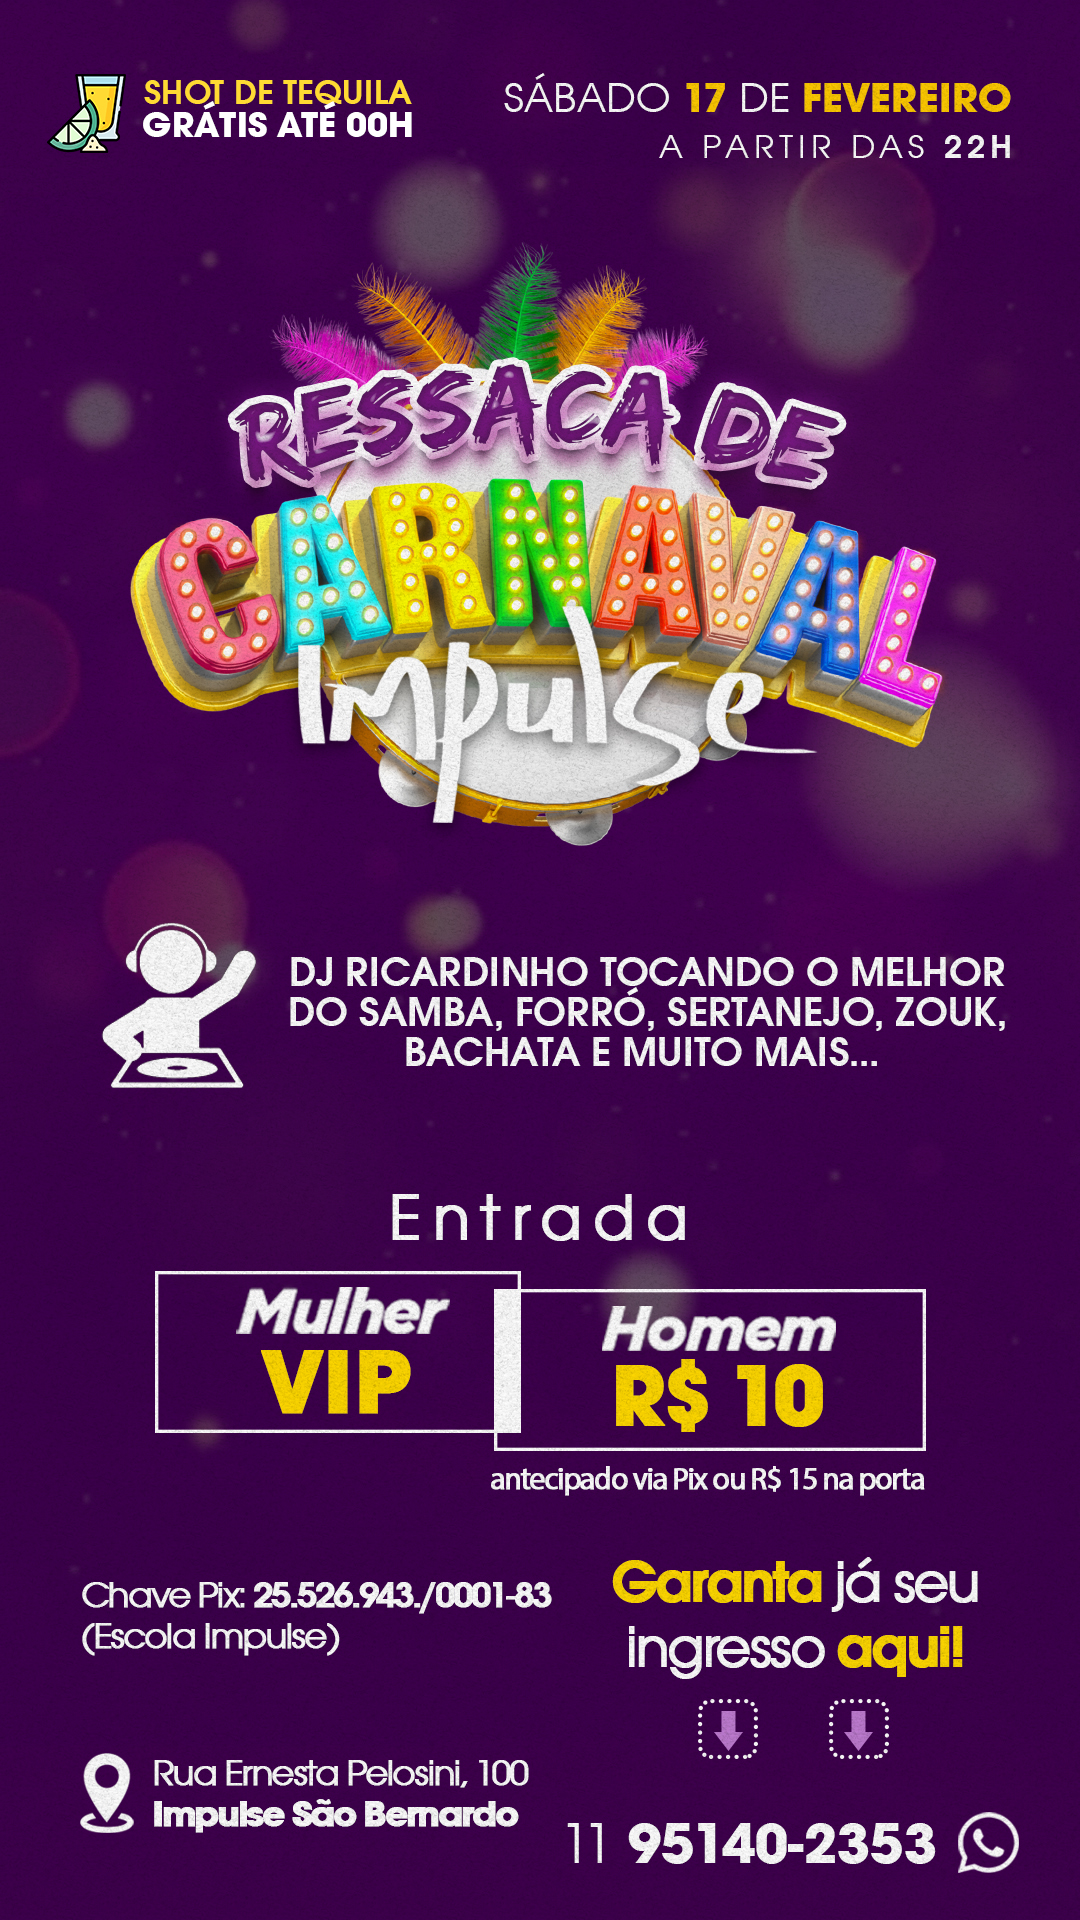 SHOT DE TEQUILA
GRÁTIS ATÉ 00H
SÁBADO 17 DE FEVEREIRO
A PARTIR DAS 22H
RESSACA DE
CARNAVAL
Impulse
DJ RICARDINHO TOCANDO O MELHOR
DO SAMBA, FORRÓ, SERTANEJO, ZOUK,
BACHATA E MUITO MAIS...
Entrada
Mulher
VIP
Homem
R$ 10
antecipado via Pix ou R$ 15 na porta
Chave Pix: 25.526.943./0001-83
(Escola Impulse)
Garanta já seu
ingresso aqui!
Rua Ernesta Pelosini, 100
Impulse São Bernardo
11 95140-2353